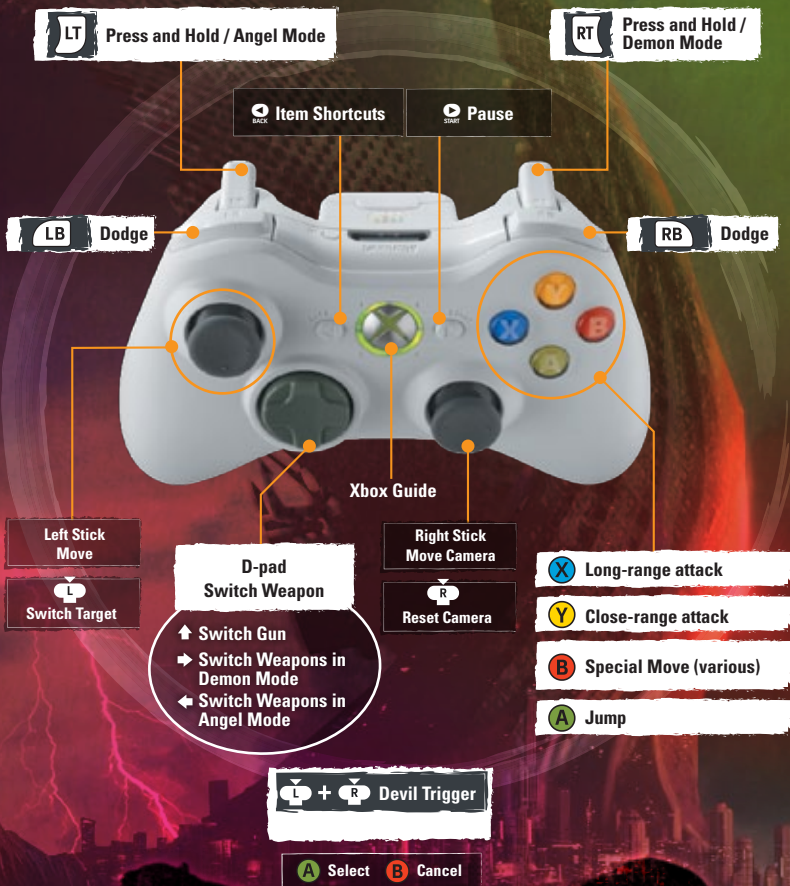 LT Press and Hold / Angel Mode
RT Press and Hold /
Demon Mode
BACK Item Shortcuts
START Pause
LB Dodge
RB Dodge
Y
X
B
A
Xbox Guide
Left Stick
Move
L
Switch Target
D-pad
Switch Weapon
Switch Gun
Switch Weapons in
Demon Mode
Switch Weapons in
Angel Mode
Right Stick
Move Camera
R
Reset Camera
X Long-range attack
Y Close-range attack
B Special Move (various)
A Jump
L + R Devil Trigger
A Select B Cancel